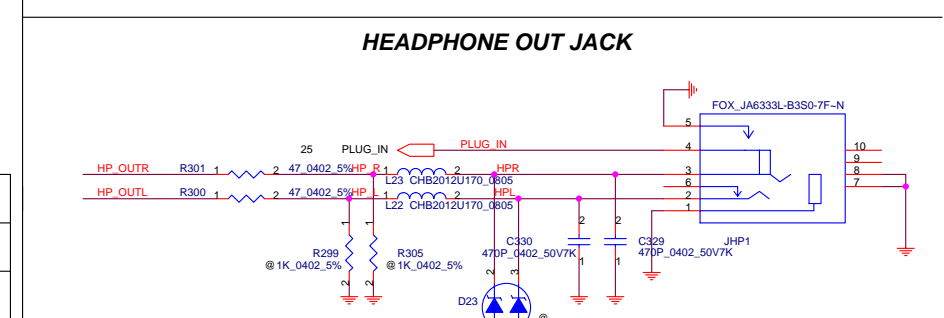 HEADPHONE OUT JACK
FOX_JA6333L-B3S0-7F~N
5
25 PLUG_IN PLUG_IN 4 10
9
HP_OUTR R301 1 2 47_0402_5% HP_R 1 2 HPR 3 8
L23 CHB2012U170_0805
6 7
HP_OUTL R300 1 2 47_0402_5% HP_L 1 2 HPL 2
L22 CHB2012U170_0805
1
1 1 2 2
R299 R305 C330 C329 JHP1
@1K_0402_5% @1K_0402_5% 470P_0402_50V7K 470P_0402_50V7K
2 2 1 1
2 3
D23
@